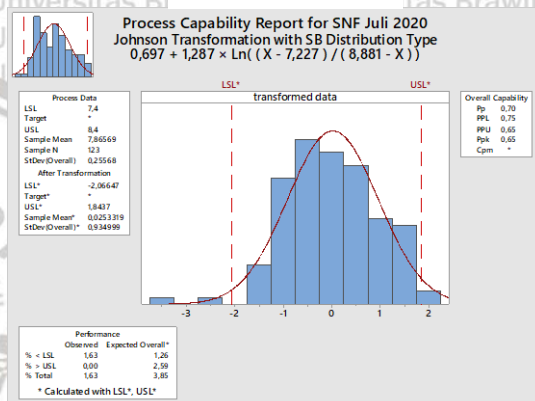 Process Capability Report for SNF Juli 2020
Johnson Transformation with SB Distribution Type
0,697 + 1,287 × Ln( ( X - 7,227 ) / ( 8,881 - X ) )
LSL* USL*
transformed data
Process Data
LSL 7,4
Target *
USL 8,4
Sample Mean 7,86569
Sample N 123
StDev(Overall) 0,25568
After Transformation
LSL* -2,06647
Target* *
USL* 1,8437
Sample Mean* 0,0253319
StDev(Overall)* 0,934999
Overall Capability
Pp 0,70
PPL 0,75
PPU 0,65
Ppk 0,65
Cpm *
-3 -2 -1 0 1 2
Performance
Observed Expected Overall*
% < LSL 1,63 1,26
% > USL 0,00 2,59
% Total 1,63 3,85
* Calculated with LSL*, USL*